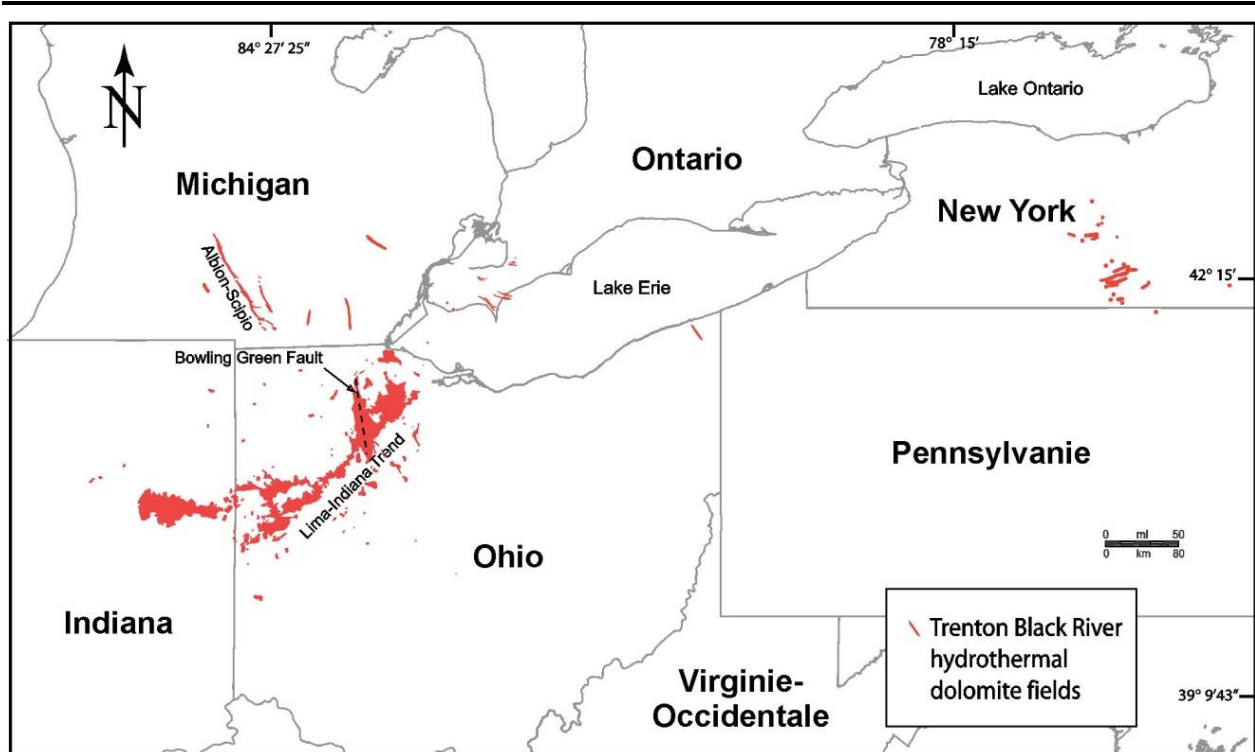 84° 27' 25"
78° 15'
N
Lake Ontario
Ontario
Michigan
New York
Albion-Scipio
42° 15'
Lake Erie
Bowling Green Fault
Pennsylvanie
Lima-Indiana Trend
0 mi 50
0 km 80
Ohio
Indiana
Trenton Black River
hydrothermal
dolomite fields
Virginie-
Occidentale
39° 9'43"